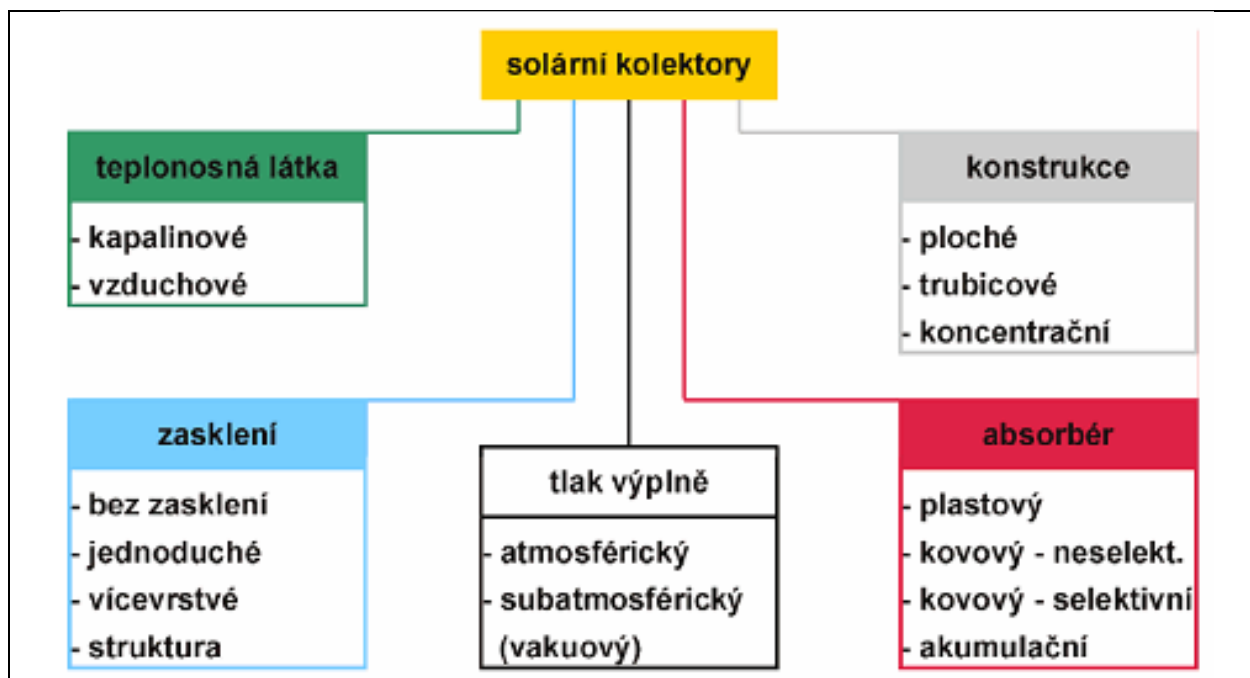 solární kolektory
teplonosná látka
- kapalinové
- vzduchové
konstrukce
- ploché
- trubicové
- koncentrační
zasklení
- bez zasklení
- jednoduché
- vícevrstvé
- struktura
tlak výplně
- atmosférický
- subatmosférický
(vakuový)
absorbér
- plastový
- kovový - neselekt.
- kovový - selektivní
- akumulační